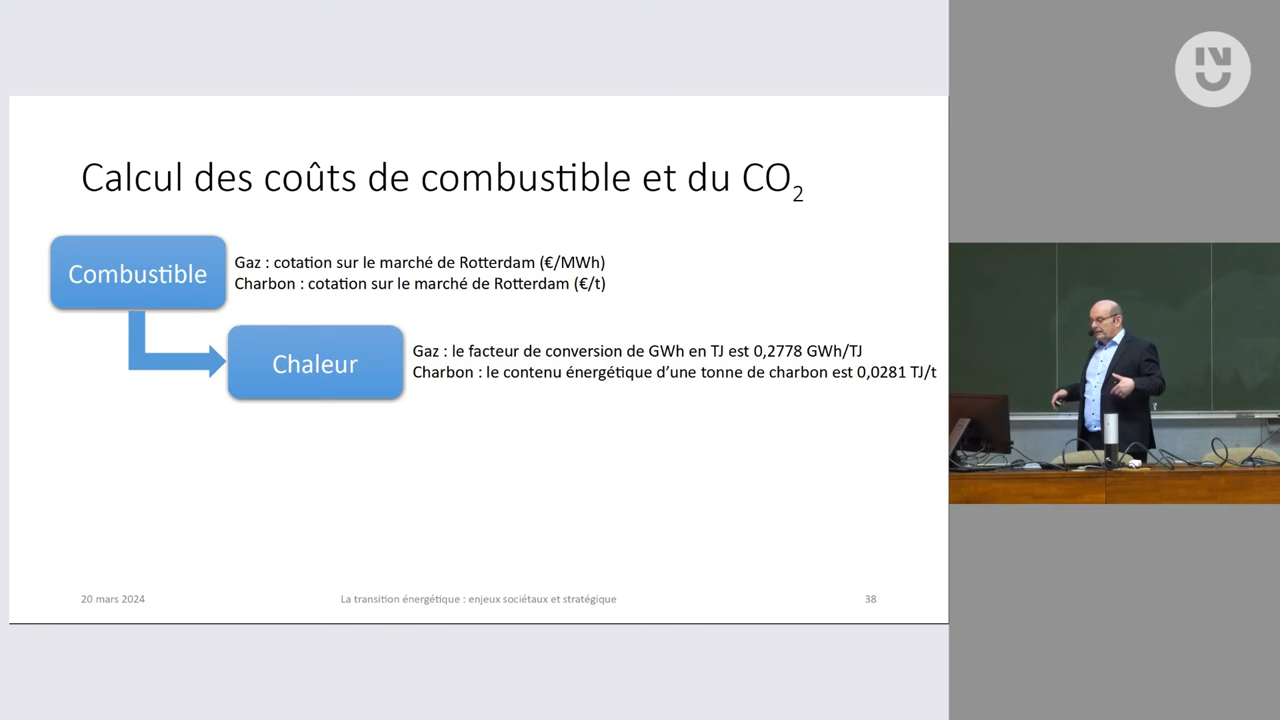 Calcul des coûts de combustible et du CO₂
Combustible
Gaz : cotation sur le marché de Rotterdam (€/MWh)
Charbon : cotation sur le marché de Rotterdam (€/t)
Chaleur
Gaz : le facteur de conversion de GWh en TJ est 0,2778 GWh/TJ
Charbon : le contenu énergétique d’une tonne de charbon est 0,0281 TJ/t
20 mars 2024
La transition énergétique : enjeux sociétaux et stratégique
38